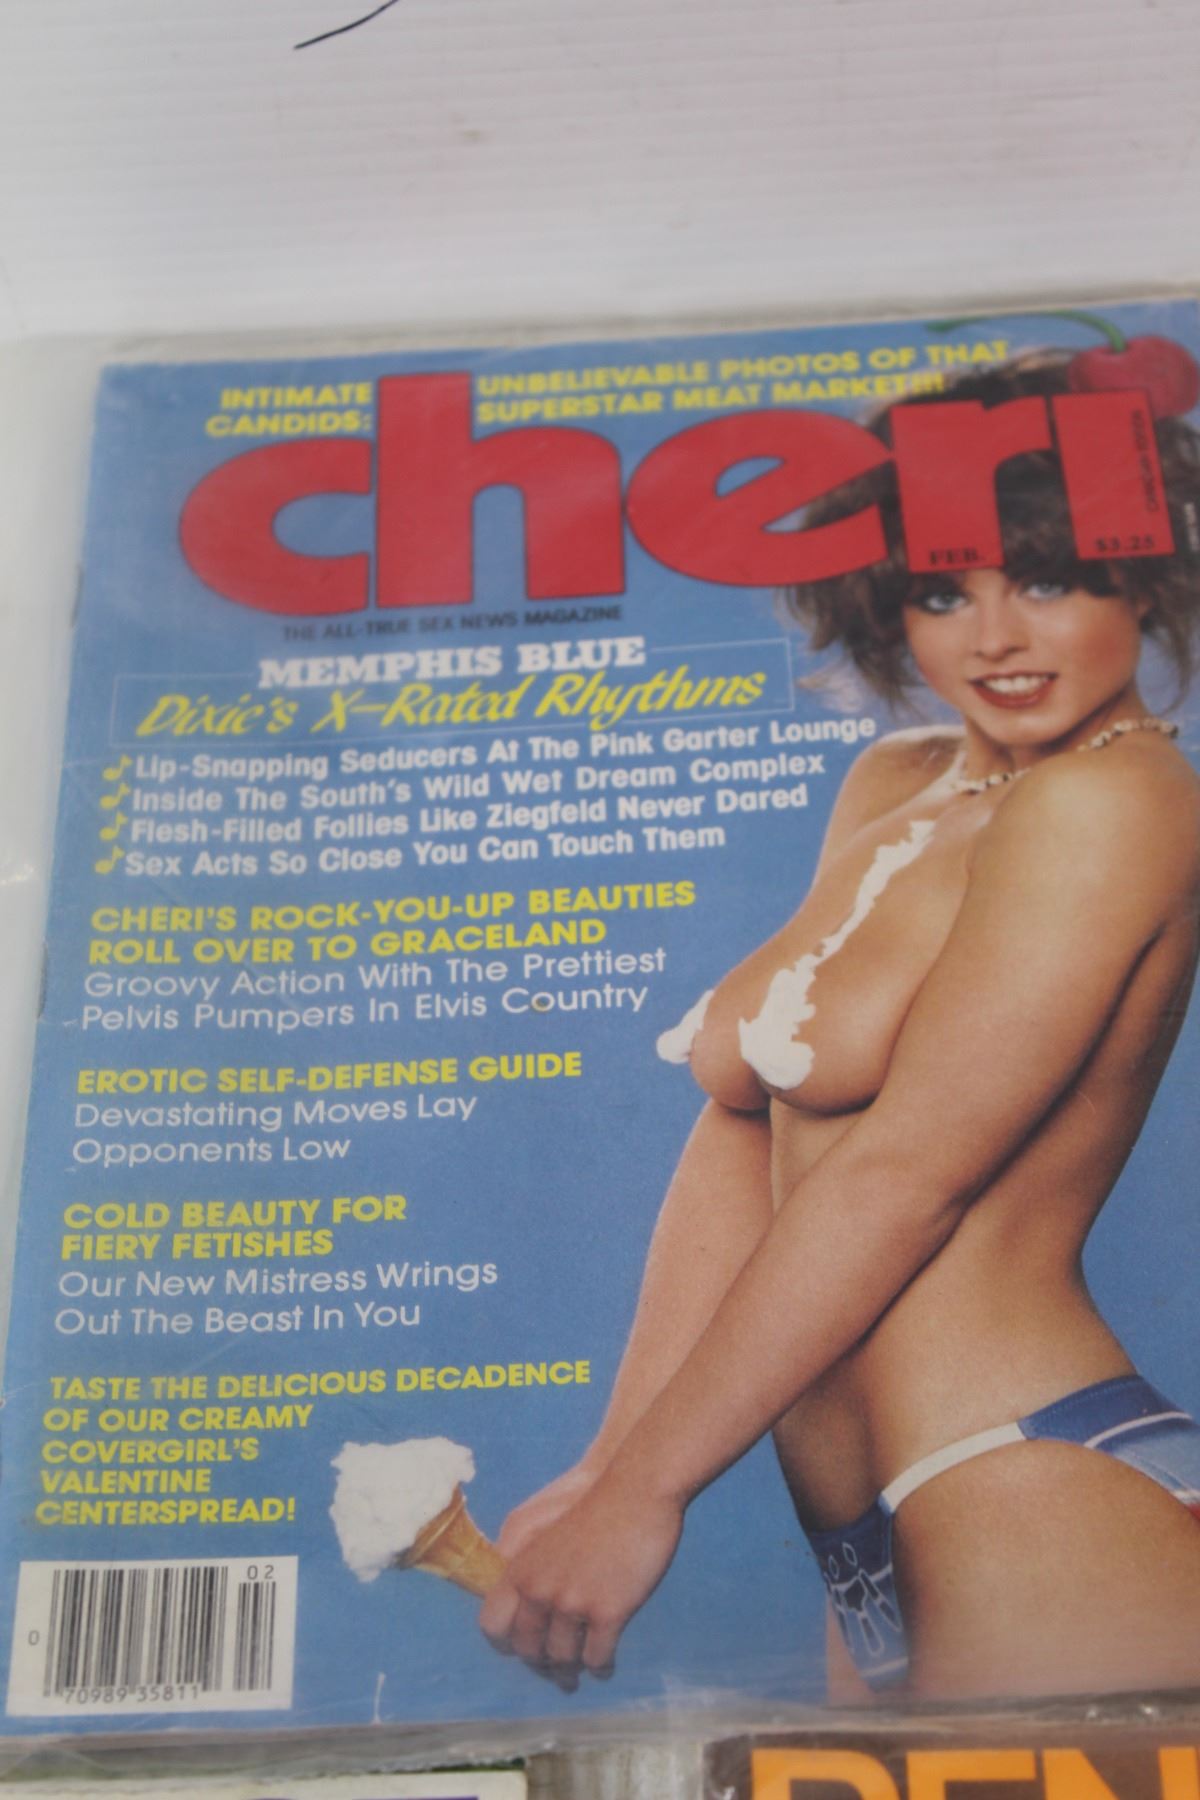 INTIMATE
CANDIDS:
UNBELIEVABLE PHOTOS OF THAT
SUPERSTAR MEAT MARKET!!!
cheri
CANADIAN EDITION
FEB.
$3.25
THE ALL-TRUE SEX NEWS MAGAZINE
MEMPHIS BLUE
Dixie's X-Rated Rhythms
Lip-Snapping Seducers At The Pink Garter Lounge
Inside The South's Wild Wet Dream Complex
Flesh-Filled Follies Like Ziegfeld Never Dared
Sex Acts So Close You Can Touch Them
CHERI'S ROCK-YOU-UP BEAUTIES
ROLL OVER TO GRACELAND
Groovy Action With The Prettiest
Pelvis Pumpers In Elvis Country
EROTIC SELF-DEFENSE GUIDE
Devastating Moves Lay
Opponents Low
COLD BEAUTY FOR
FIERY FETISHES
Our New Mistress Wrings
Out The Beast In You
TASTE THE DELICIOUS DECADENCE
OF OUR CREAMY
COVERGIRL'S
VALENTINE
CENTERSPREAD!
02
0
70989 35811
PEN